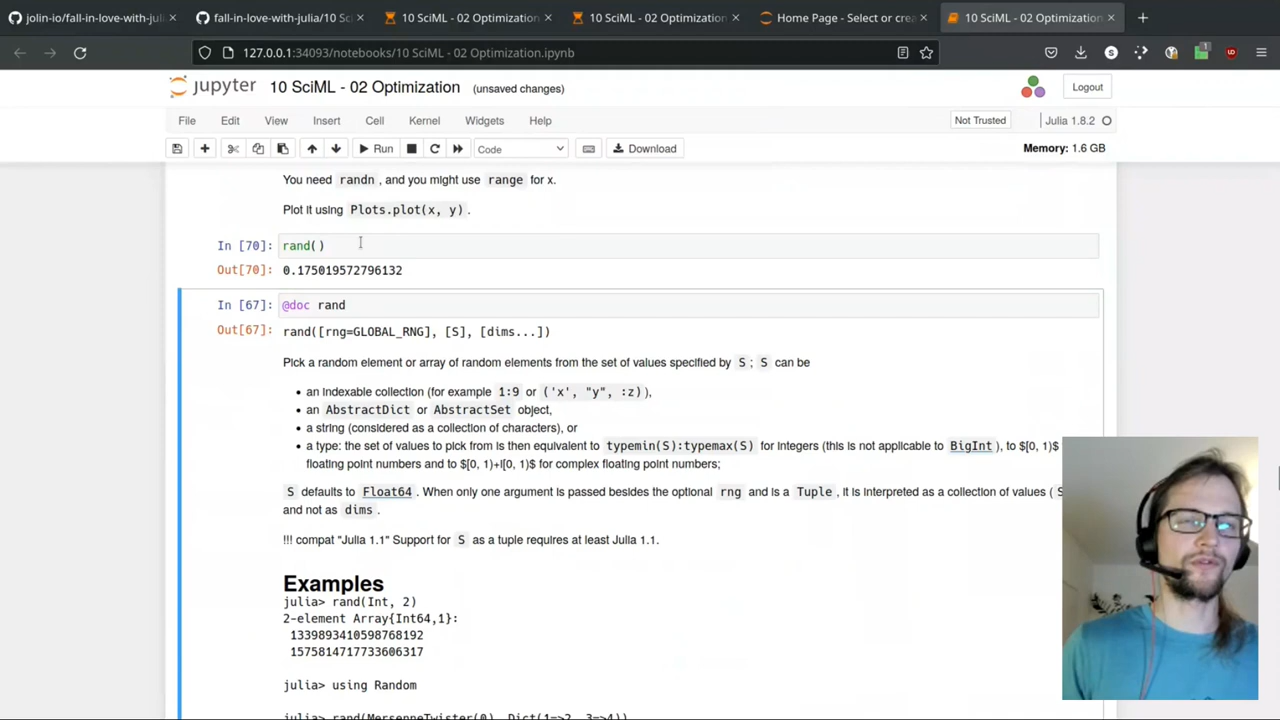 jolin-io/fall-in-love-with-juli
fall-in-love-with-julia/10 S
10 SciML - 02 Optimization
10 SciML - 02 Optimization
Home Page - Select or cre
10 SciML - 02 Optimization
127.0.0.1:34093/notebooks/10 SciML - 02 Optimization.ipynb
jupyter 10 SciML - 02 Optimization (unsaved changes)
Logout
File Edit View Insert Cell Kernel Widgets Help
Not Trusted
Julia 1.8.2
Run
Code
Download
Memory: 1.6 GB
You need randn , and you might use range for x.
Plot it using Plots.plot(x, y) .
In [70]: rand()
Out[70]: 0.175019572796132
In [67]: @doc rand
Out[67]: rand([rng=GLOBAL_RNG], [S], [dims...])
Pick a random element or array of random elements from the set of values specified by S ; S can be
• an indexable collection (for example 1:9 or ('x', "y", :z) ),
• an AbstractDict or AbstractSet object,
• a string (considered as a collection of characters), or
• a type: the set of values to pick from is then equivalent to typemin(S):typemax(S) for integers (this is not applicable to BigInt ), to $[0, 1)$
floating point numbers and to $[0, 1)+i[0, 1)$ for complex floating point numbers;
S defaults to Float64 . When only one argument is passed besides the optional rng and is a Tuple , it is interpreted as a collection of values ( S
and not as dims .
!!! compat "Julia 1.1" Support for S as a tuple requires at least Julia 1.1.
Examples
julia> rand(Int, 2)
2-element Array{Int64,1}:
1339893410598768192
1575814717733606317
julia> using Random
julia> rand(MersenneTwister(0), Dict(1=>2, 3=>4))